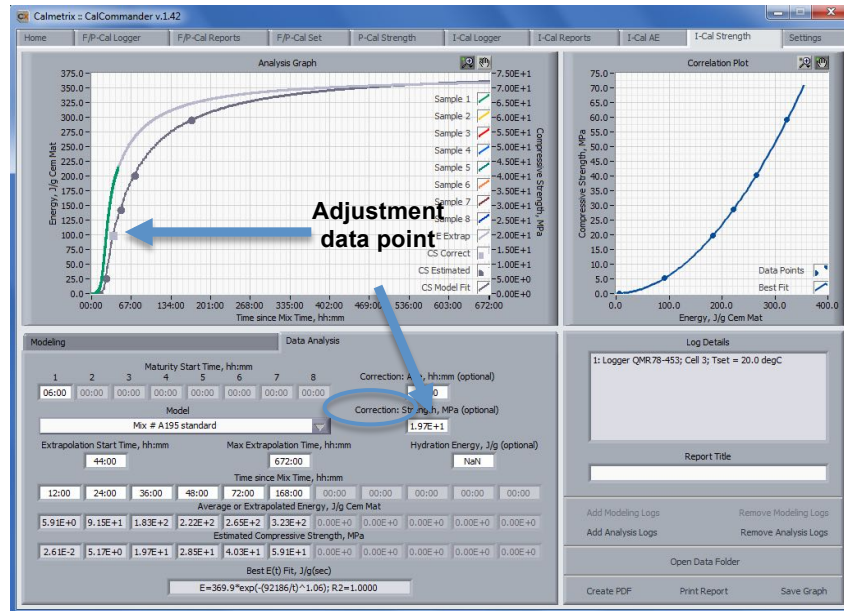 Calmetrix :: CalCommander v.1.42
Home F/P-Cal Logger F/P-Cal Reports F/P-Cal Set P-Cal Strength I-Cal Logger I-Cal Reports I-Cal AE I-Cal Strength Settings
Analysis Graph
375.0
350.0
325.0
300.0
275.0
250.0
225.0
200.0
175.0
150.0
125.0
100.0
75.0
50.0
25.0
0.0
Energy, J/g Cem Mat
00:00 67:00 134:00 201:00 268:00 335:00 402:00 469:00 536:00 603:00 672:00
Time since Mix Time, hh:mm
7.50E+1
7.00E+1
6.50E+1
6.00E+1
5.50E+1
5.00E+1
4.50E+1
4.00E+1
3.50E+1
3.00E+1
2.50E+1
2.00E+1
1.50E+1
1.00E+1
5.00E+0
0.00E+0
Compressive Strength, MPa
Sample 1
Sample 2
Sample 3
Sample 4
Sample 5
Sample 6
Sample 7
Sample 8
E Extrap
CS Correct
CS Estimated
CS Model Fit
Adjustment
data point
Correlation Plot
75.0
70.0
65.0
60.0
55.0
50.0
45.0
40.0
35.0
30.0
25.0
20.0
15.0
10.0
5.0
0.0
Compressive Strength, MPa
0.0 100.0 200.0 300.0 400.0
Energy, J/g Cem Mat
Data Points
Best Fit
Modeling Data Analysis
Maturity Start Time, hh:mm
1 2 3 4 5 6 7 8
06:00 00:00 00:00 00:00 00:00 00:00 00:00 00:00
Correction: hh:mm (optional)
Model
Mix # A195 standard
Correction: Strength, MPa (optional)
1.97E+1
Extrapolation Start Time, hh:mm Max Extrapolation Time, hh:mm Hydration Energy, J/g (optional)
44:00 672:00 NaN
Time since Mix Time, hh:mm
12:00 24:00 36:00 48:00 72:00 168:00 00:00 00:00 00:00 00:00 00:00
Average or Extrapolated Energy, J/g Cem Mat
5.91E+0 9.15E+1 1.83E+2 2.22E+2 2.65E+2 3.23E+2 0.00E+0 0.00E+0 0.00E+0 0.00E+0 0.00E+0
Estimated Compressive Strength, MPa
2.61E-2 5.17E+0 1.97E+1 2.85E+1 4.03E+1 5.91E+1 0.00E+0 0.00E+0 0.00E+0 0.00E+0 0.00E+0
Best E(t) Fit, J/g(sec)
E=369.9*exp(-(92186/t)^1.06); R2=1.0000
Log Details
1: Logger QMR78-453; Cell 3; Tset = 20.0 degC
Report Title
Add Modeling Logs Remove Modeling Logs
Add Analysis Logs Remove Analysis Logs
Open Data Folder
Create PDF Print Report Save Graph